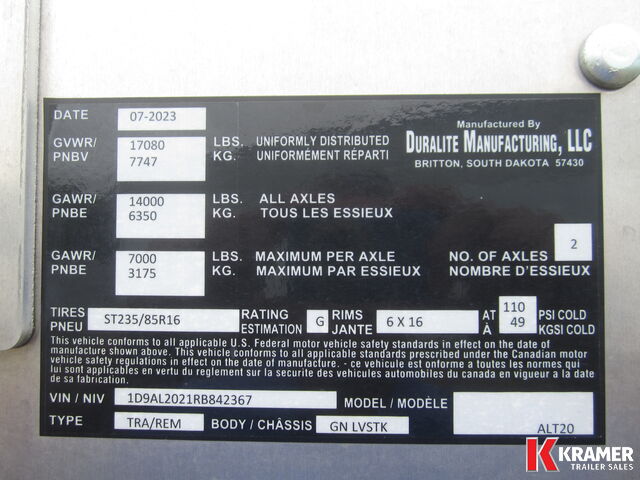 DATE 07-2023
Manufactured By
DURALITE MANUFACTURING, LLC
BRITTON, SOUTH DAKOTA 57430
GVWR/ 17080 LBS. UNIFORMLY DISTRIBUTED
PNBV 7747 KG. UNIFORMÉMENT RÉPARTI
GAWR/ 14000 LBS. ALL AXLES
PNBE 6350 KG. TOUS LES ESSIEUX
GAWR/ 7000 LBS. MAXIMUM PER AXLE NO. OF AXLES 2
PNBE 3175 KG. MAXIMUM PAR ESSIEUX NOMBRE D'ESSIEUX
TIRES ST235/85R16 RATING G RIMS 6 X 16 AT 110 PSI COLD
PNEU ESTIMATION JANTE À 49 KGSI COLD
This vehicle conforms to all applicable U.S. Federal motor vehicle safety standards in effect on the date of
manufacture shown above. This vehicle conforms to all applicable standards prescribed under the Canadian motor
vehicle safety regulations in effect on the date of manufacture. - ce vehicule est conforme a toutes les normes qui
lui sont applicables en vertu du reglement sur la securite des vehicules automobiles du canada en vigueur a la date
de sa fabrication.
VIN / NIV 1D9AL2021RB842367 MODEL / MODÈLE
TYPE TRA/REM BODY / CHÂSSIS GN LVSTK ALT20
K KRAMER
TRAILER SALES